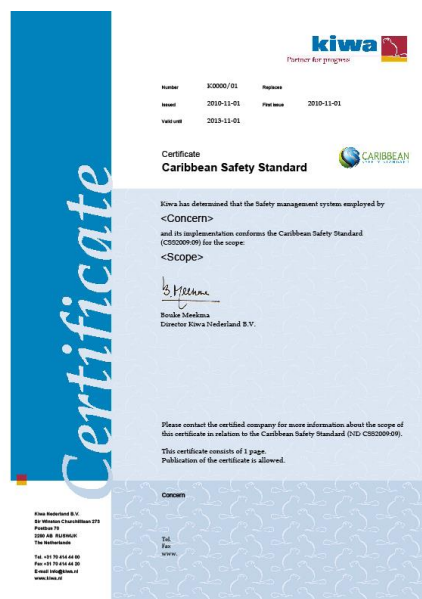 kiwa
Partner for progress
Number K0000/01 Replaces
Issued 2010-11-01 First issue 2010-11-01
Valid until 2013-11-01
Certificate
Caribbean Safety Standard
CARIBBEAN
Kiwa has determined that the Safety management system employed by
<Concern>
and its implementation conforms the Caribbean Safety Standard
(CSS2009:09) for the scope:
<Scope>
B. Meekma
Bouke Meekma
Director Kiwa Nederland B.V.
Please contact the certified company for more information about the scope of
this certificate in relation to the Caribbean Safety Standard (ND CSS2009:09).
This certificate consists of 1 page.
Publication of the certificate is allowed.
Certificate
Kiwa Nederland B.V.
Sir Winston Churchilllaan 273
Postbus 70
2280 AB RIJSWIJK
The Netherlands
Tel. +31 70 414 44 00
Fax +31 70 414 44 20
E-mail info@kiwa.nl
www.kiwa.nl
Concern
Tel.
Fax
www.